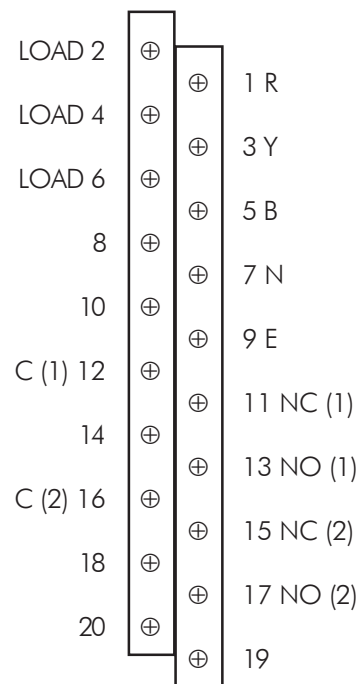 LOAD 2
1 R
LOAD 4
3 Y
LOAD 6
5 B
8
7 N
10
9 E
C (1) 12
11 NC (1)
14
13 NO (1)
C (2) 16
15 NC (2)
18
17 NO (2)
20
19